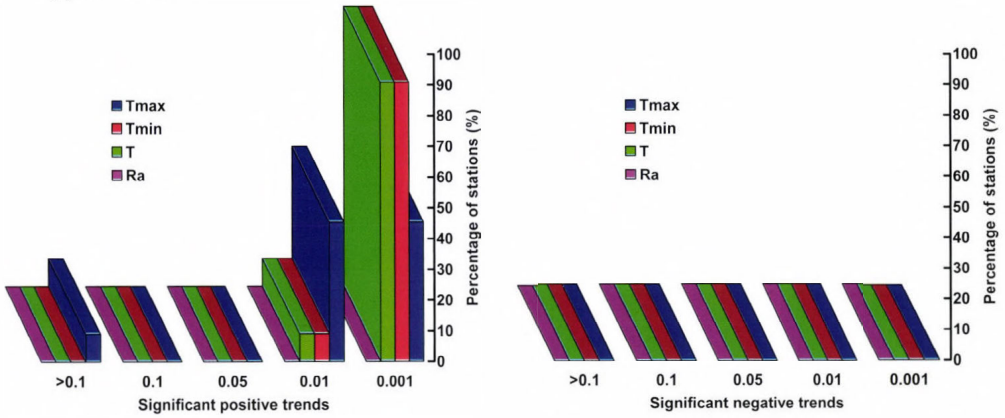 Tmax
Tmin
T
Ra
100
90
80
70
60
50
40
30
20
10
0
Percentage of stations (%)
>0.1
0.1
0.05
0.01
0.001
Significant positive trends
Tmax
Tmin
T
Ra
100
90
80
70
60
50
40
30
20
10
0
Percentage of stations (%)
>0.1
0.1
0.05
0.01
0.001
Significant negative trends